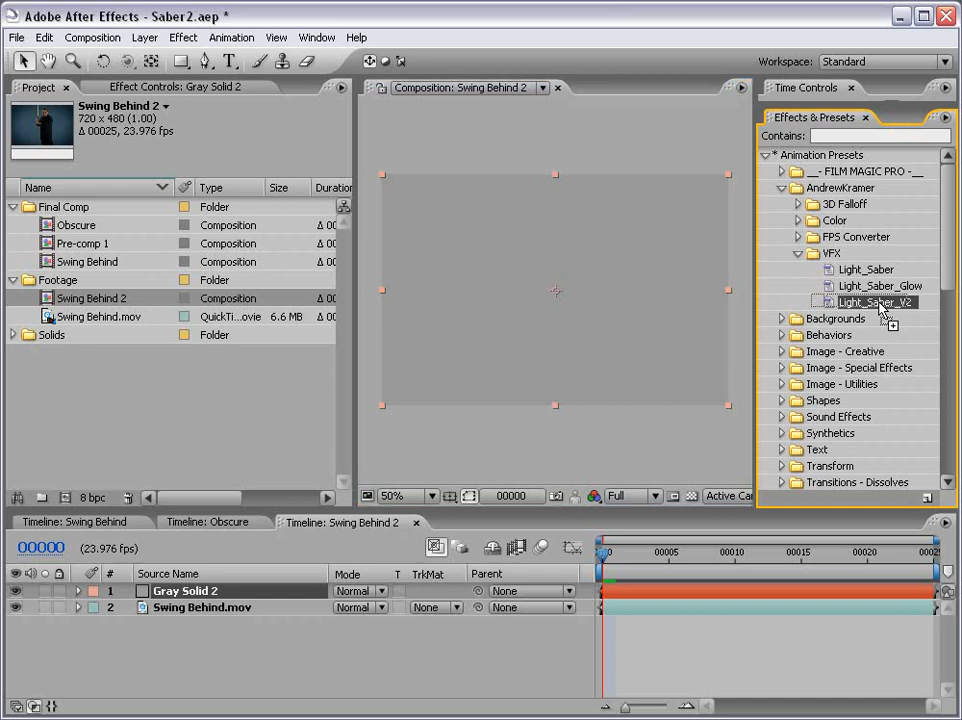 Adobe After Effects - Saber2.aep *
File Edit Composition Layer Effect Animation View Window Help
Workspace: Standard
Project
Effect Controls: Gray Solid 2
Composition: Swing Behind 2
Time Controls
Swing Behind 2
720 x 480 (1.00)
Δ 00025, 23.976 fps
Name Type Size Duratio
Final Comp Folder
Obscure Composition Δ 00
Pre-comp 1 Composition Δ 00
Swing Behind Composition Δ 00
Footage Folder
Swing Behind 2 Composition Δ 00
Swing Behind.mov QuickTi...ovie 6.6 MB Δ 00
Solids Folder
8 bpc
50% 00000 Full Active Ca
Effects & Presets
Contains:
* Animation Presets
__- FILM MAGIC PRO -__
AndrewKramer
3D Falloff
Color
FPS Converter
VFX
Light_Saber
Light_Saber_Glow
Light_Saber_V2
Backgrounds
Behaviors
Image - Creative
Image - Special Effects
Image - Utilities
Shapes
Sound Effects
Synthetics
Text
Transform
Transitions - Dissolves
Timeline: Swing Behind
Timeline: Obscure
Timeline: Swing Behind 2
00000 (23.976 fps)
00005 00010 00015 00020 0002
# Source Name Mode T TrkMat Parent
1 Gray Solid 2 Normal None
2 Swing Behind.mov Normal None None